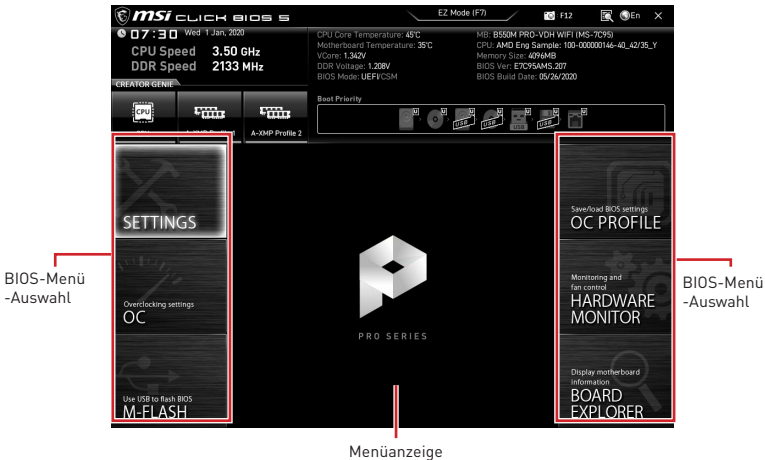 msi CLICK BIOS 5
EZ Mode (F7)
: F12
En
X
07:30 Wed 1 Jan, 2020
CPU Speed 3.50 GHz
DDR Speed 2133 MHz
CPU Core Temperature: 45°C
Motherboard Temperature: 35°C
VCore: 1.342V
DDR Voltage: 1.208V
BIOS Mode: UEFI/CSM
MB: B550M PRO-VDH WIFI (MS-7C95)
CPU: AMD Eng Sample: 100-000000146-40_42/35_Y
Memory Size: 4096MB
BIOS Ver: E7C95AMS.207
BIOS Build Date: 05/26/2020
CREATOR GENIE
CPU
A-XMP Profile 2
Boot Priority
U U U U U U U
USB USB USB USB
SETTINGS
Overclocking settings
OC
Use USB to flash BIOS
M-FLASH
PRO SERIES
Save/load BIOS settings
OC PROFILE
Monitoring and
fan control
HARDWARE
MONITOR
Display motherboard
information
BOARD
EXPLORER
BIOS-Menü
-Auswahl
BIOS-Menü
-Auswahl
Menüanzeige